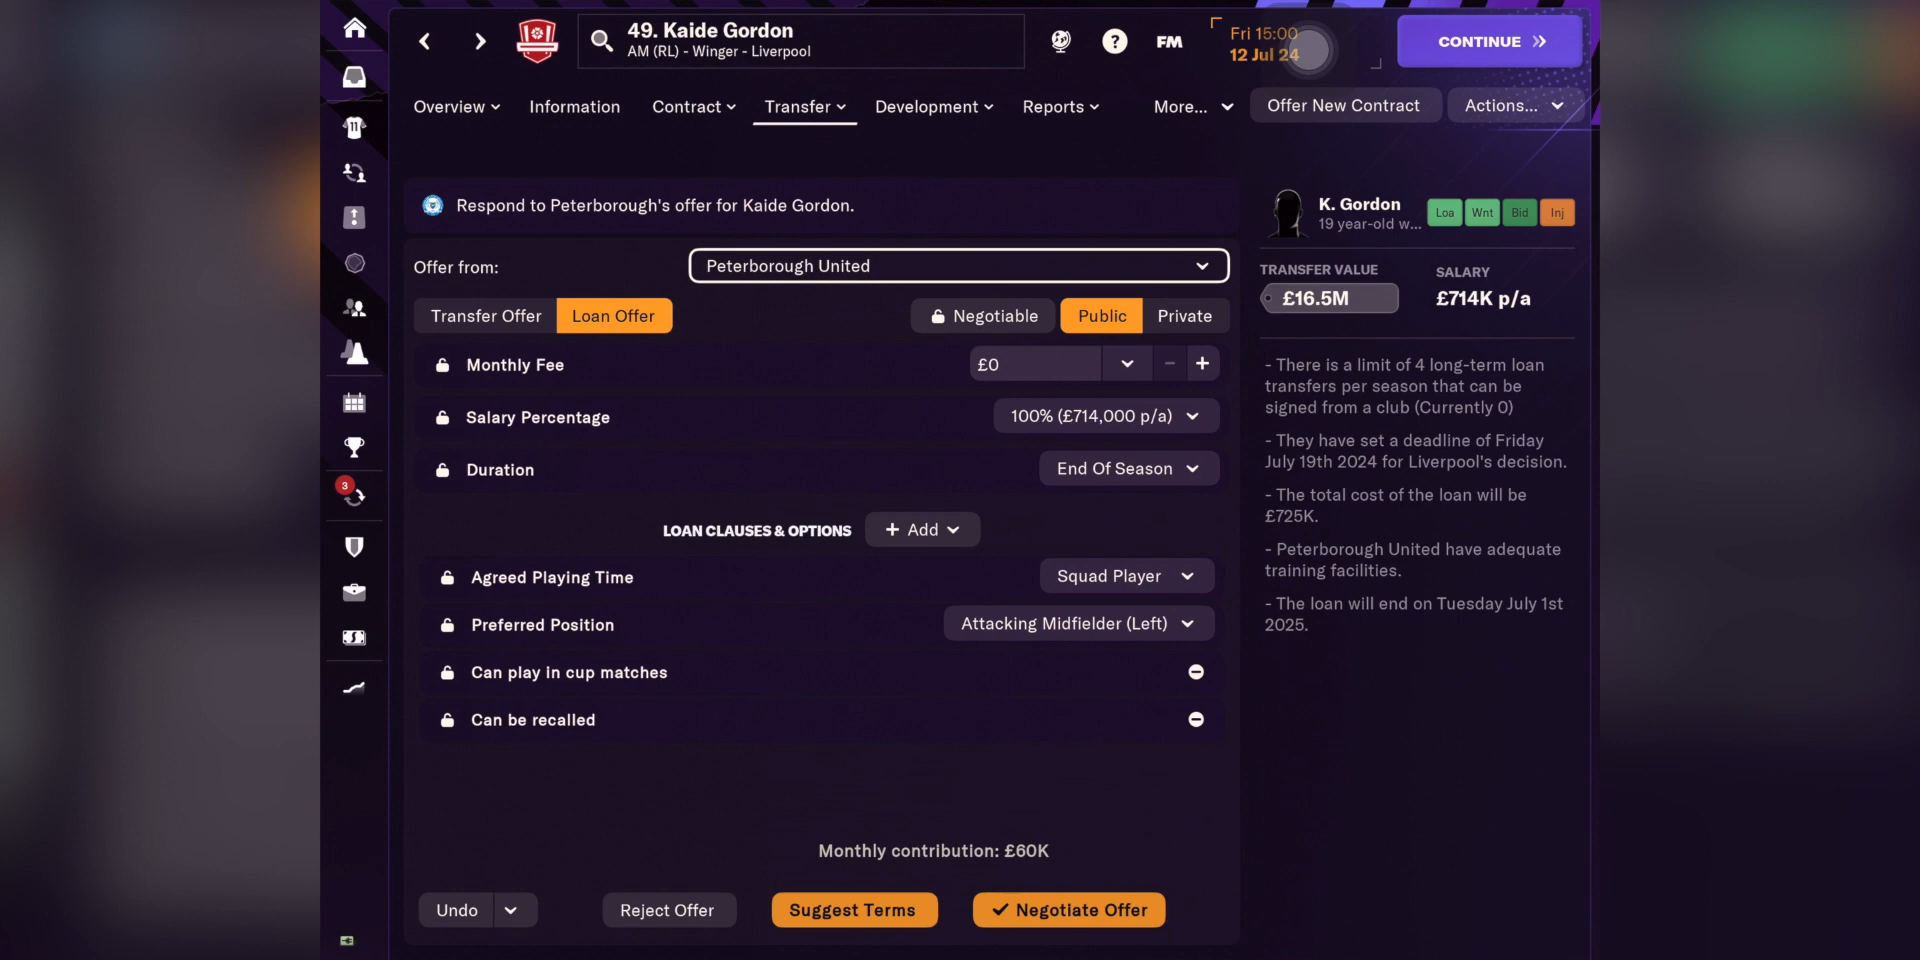 49. Kaide Gordon
AM (RL) - Winger - Liverpool
?
FM
Fri 15:00
12 Jul 24
CONTINUE
Overview
Information
Contract
Transfer
Development
Reports
More...
Offer New Contract
Actions...
11
3
Respond to Peterborough's offer for Kaide Gordon.
Offer from:
Peterborough United
Transfer Offer
Loan Offer
Negotiable
Public
Private
Monthly Fee
£0
Salary Percentage
100% (£714,000 p/a)
Duration
End Of Season
LOAN CLAUSES & OPTIONS
+ Add
Agreed Playing Time
Squad Player
Preferred Position
Attacking Midfielder (Left)
Can play in cup matches
Can be recalled
Monthly contribution: £60K
Undo
Reject Offer
Suggest Terms
Negotiate Offer
K. Gordon
19 year-old w...
Loa
Wnt
Bid
Inj
TRANSFER VALUE
£16.5M
SALARY
£714K p/a
- There is a limit of 4 long-term loan
transfers per season that can be
signed from a club (Currently 0)
- They have set a deadline of Friday
July 19th 2024 for Liverpool's decision.
- The total cost of the loan will be
£725K.
- Peterborough United have adequate
training facilities.
- The loan will end on Tuesday July 1st
2025.